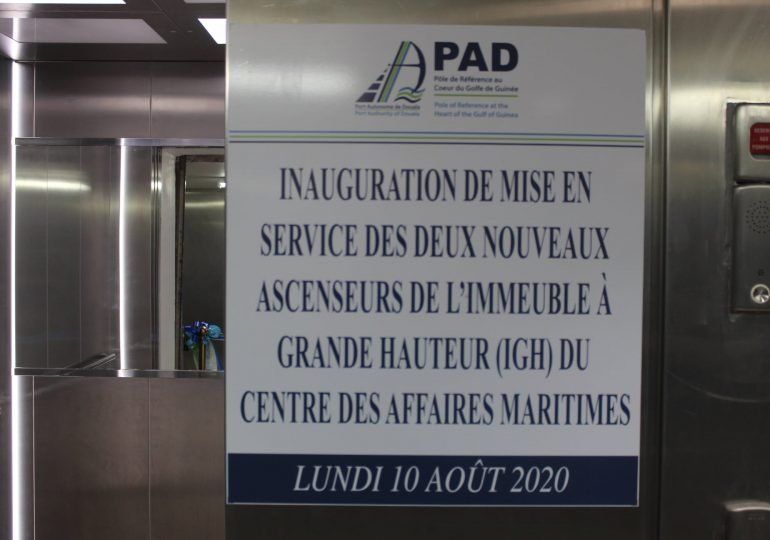 PAD
Pôle de Référence au
Coeur du Golfe de Guinée
Port Autonome de Douala
Port Authority of Douala
Pole of Reference at the
Heart of the Gulf of Guinea
INAUGURATION DE MISE EN
SERVICE DES DEUX NOUVEAUX
ASCENSEURS DE L'IMMEUBLE À
GRANDE HAUTEUR (IGH) DU
CENTRE DES AFFAIRES MARITIMES
LUNDI 10 AOÛT 2020